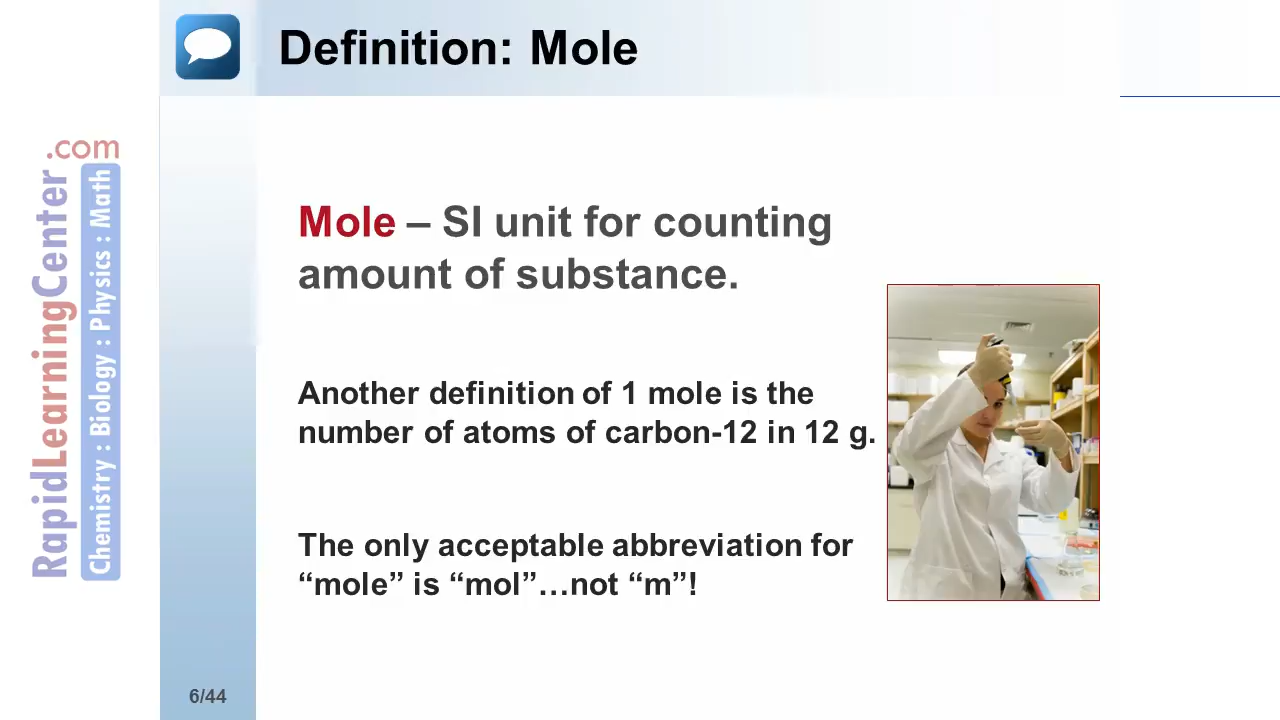 Definition: Mole
RapidLearningCenter.com
Chemistry : Biology : Physics : Math
Mole – SI unit for counting
amount of substance.
Another definition of 1 mole is the
number of atoms of carbon-12 in 12 g.
The only acceptable abbreviation for
“mole” is “mol”…not “m”!
6/44